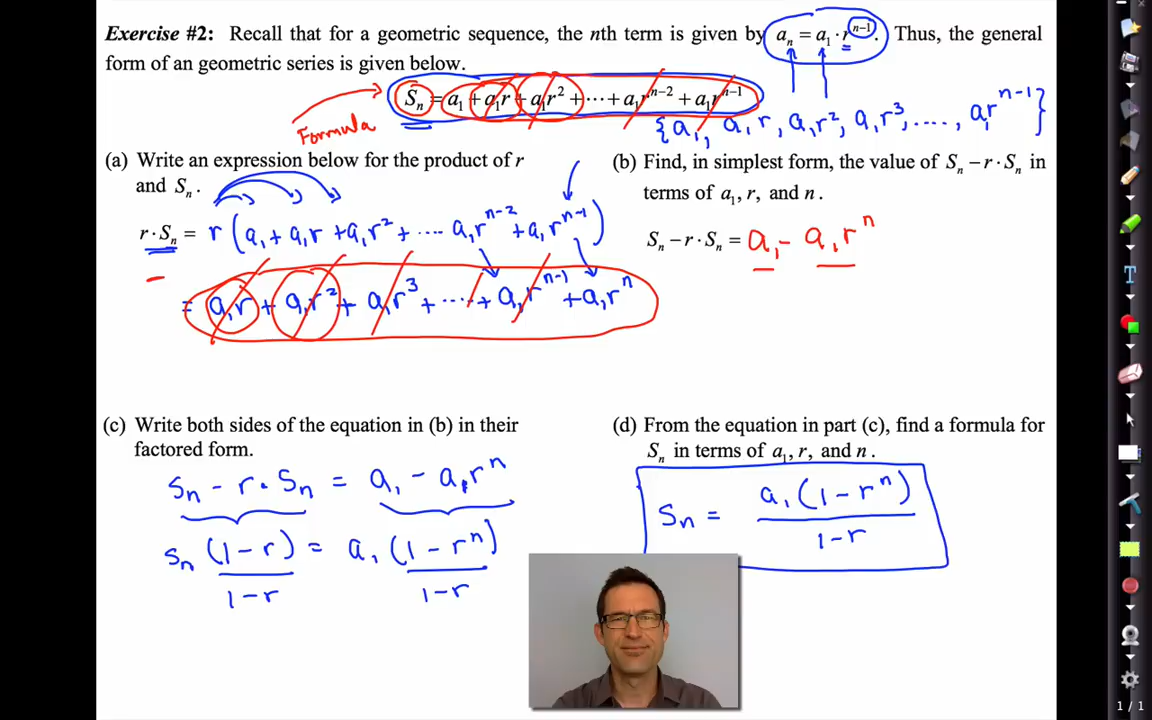 Exercise #2: Recall that for a geometric sequence, the nth term is given by aₙ = a₁ · rⁿ⁻¹. Thus, the general
form of an geometric series is given below.
Sₙ = a₁ + a₁r + a₁r² + ··· + a₁rⁿ⁻² + a₁rⁿ⁻¹
Formula
{a₁, a₁r, a₁r², a₁r³, ...., a₁rⁿ⁻¹}
(a) Write an expression below for the product of r
and Sₙ.
r · Sₙ = r (a₁ + a₁r + a₁r² + ···· a₁rⁿ⁻² + a₁rⁿ⁻¹)
= a₁r + a₁r² + a₁r³ + ··· + a₁rⁿ⁻¹ + a₁rⁿ
(b) Find, in simplest form, the value of Sₙ − r · Sₙ in
terms of a₁, r, and n.
Sₙ − r · Sₙ = a₁ − a₁rⁿ
(c) Write both sides of the equation in (b) in their
factored form.
Sₙ − r · Sₙ = a₁ − a₁rⁿ
Sₙ (1−r) = a₁ (1−rⁿ)
1−r 1−r
(d) From the equation in part (c), find a formula for
Sₙ in terms of a₁, r, and n.
Sₙ = a₁ (1−rⁿ)
1−r
T
1 / 1